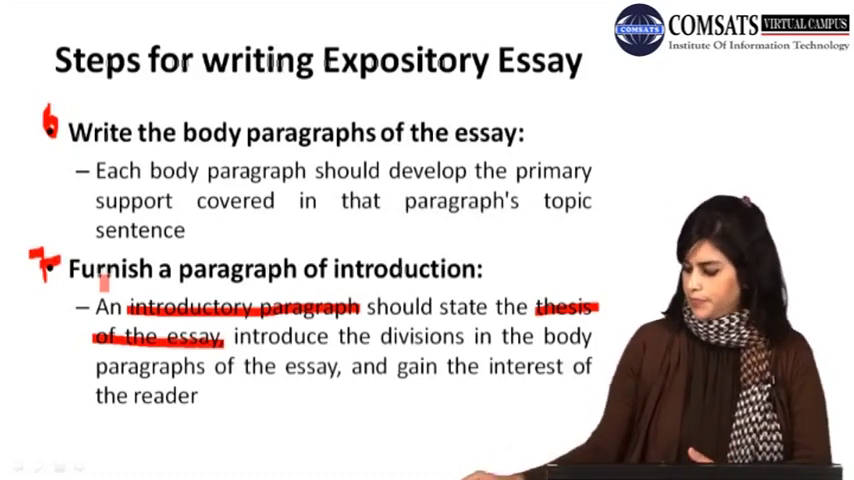 COMSATS VIRTUAL CAMPUS
Institute Of Information Technology
Steps for writing Expository Essay
6 • Write the body paragraphs of the essay:
– Each body paragraph should develop the primary
support covered in that paragraph's topic
sentence
7 • Furnish a paragraph of introduction:
– An introductory paragraph should state the thesis
of the essay, introduce the divisions in the body
paragraphs of the essay, and gain the interest of
the reader